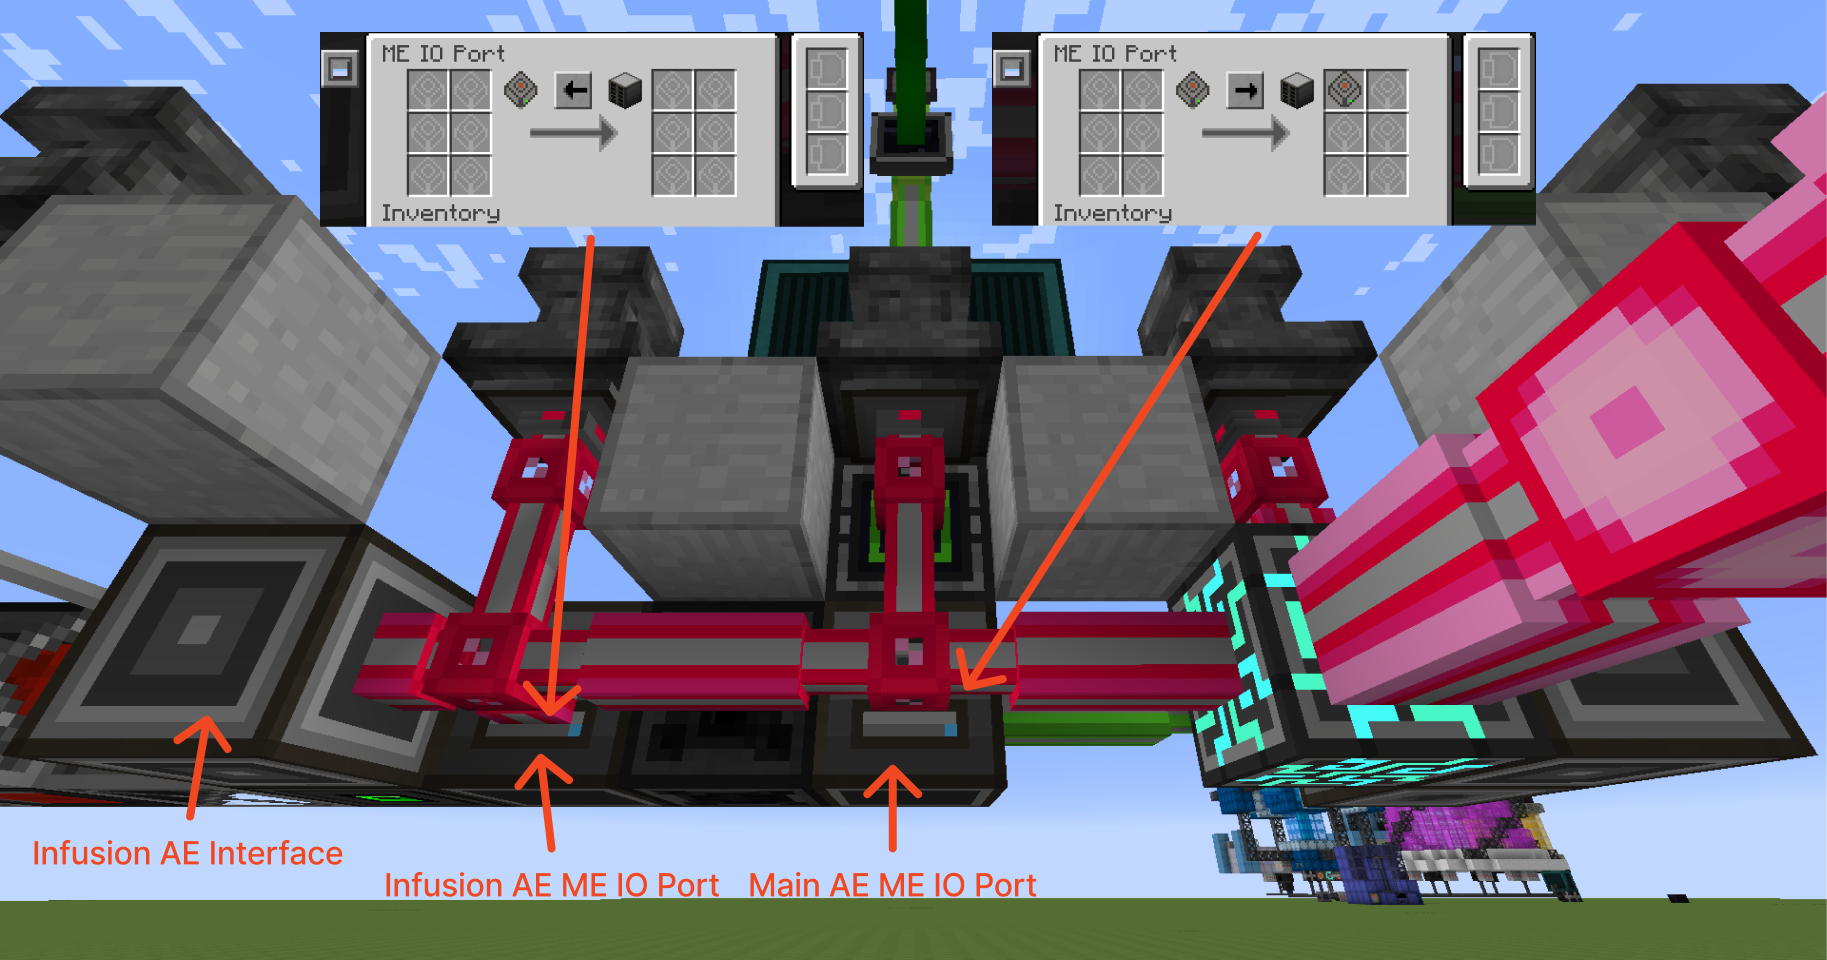 ME IO Port
Inventory
ME IO Port
Inventory
Infusion AE Interface
Infusion AE ME IO Port
Main AE ME IO Port